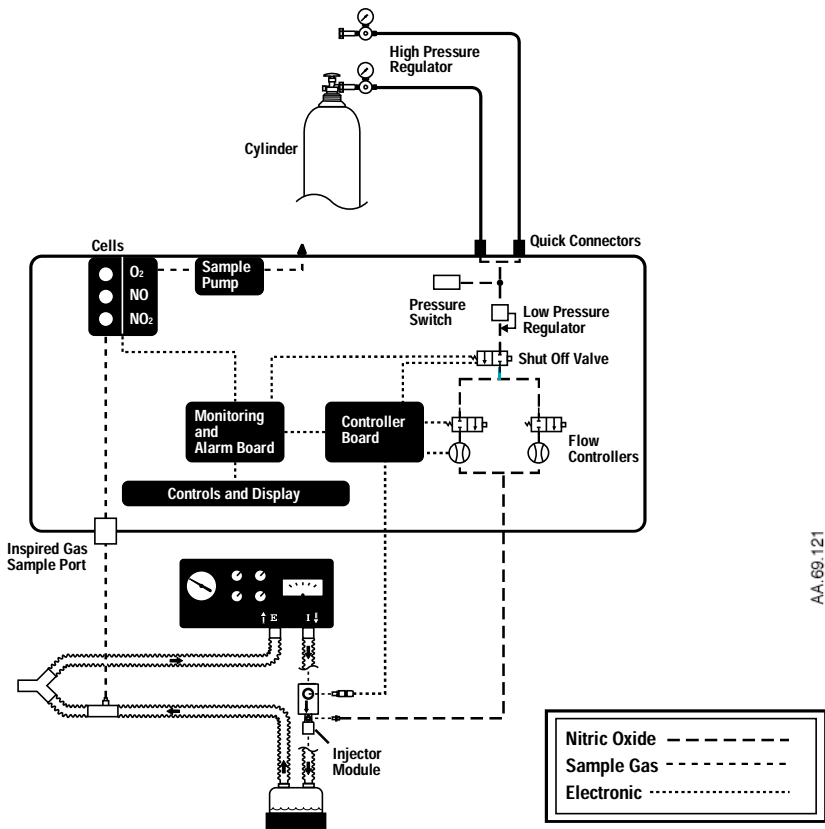 High Pressure
Regulator
Cylinder
Quick Connectors
Cells
O2
NO
NO2
Sample
Pump
Pressure
Switch
Low Pressure
Regulator
Shut Off Valve
Monitoring
and
Alarm Board
Controller
Board
Flow
Controllers
Controls and Display
Inspired Gas
Sample Port
E
I
Injector
Module
Nitric Oxide
Sample Gas
Electronic
AA.69.121